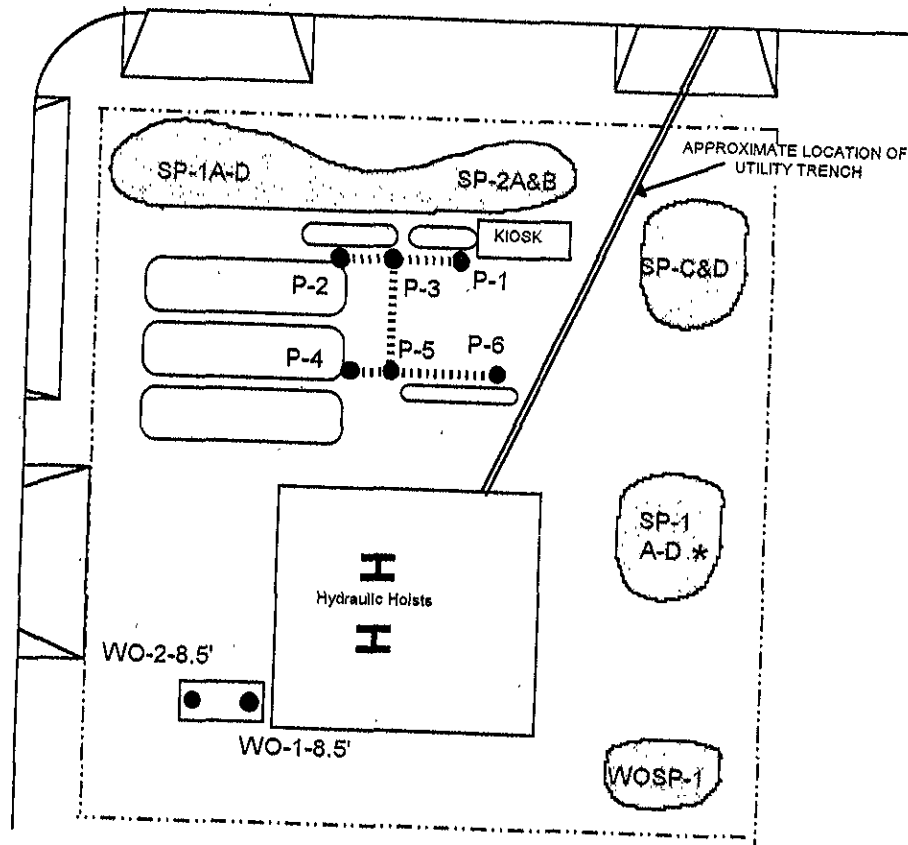 APPROXIMATE LOCATION OF
UTILITY TRENCH
SP-1A-D
SP-2A&B
KIOSK
SP-C&D
P-2
P-3
P-1
P-4
P-5
P-6
SP-1
A-D *
Hydraulic Hoists
WO-2-8.5'
WO-1-8.5'
WOSP-1